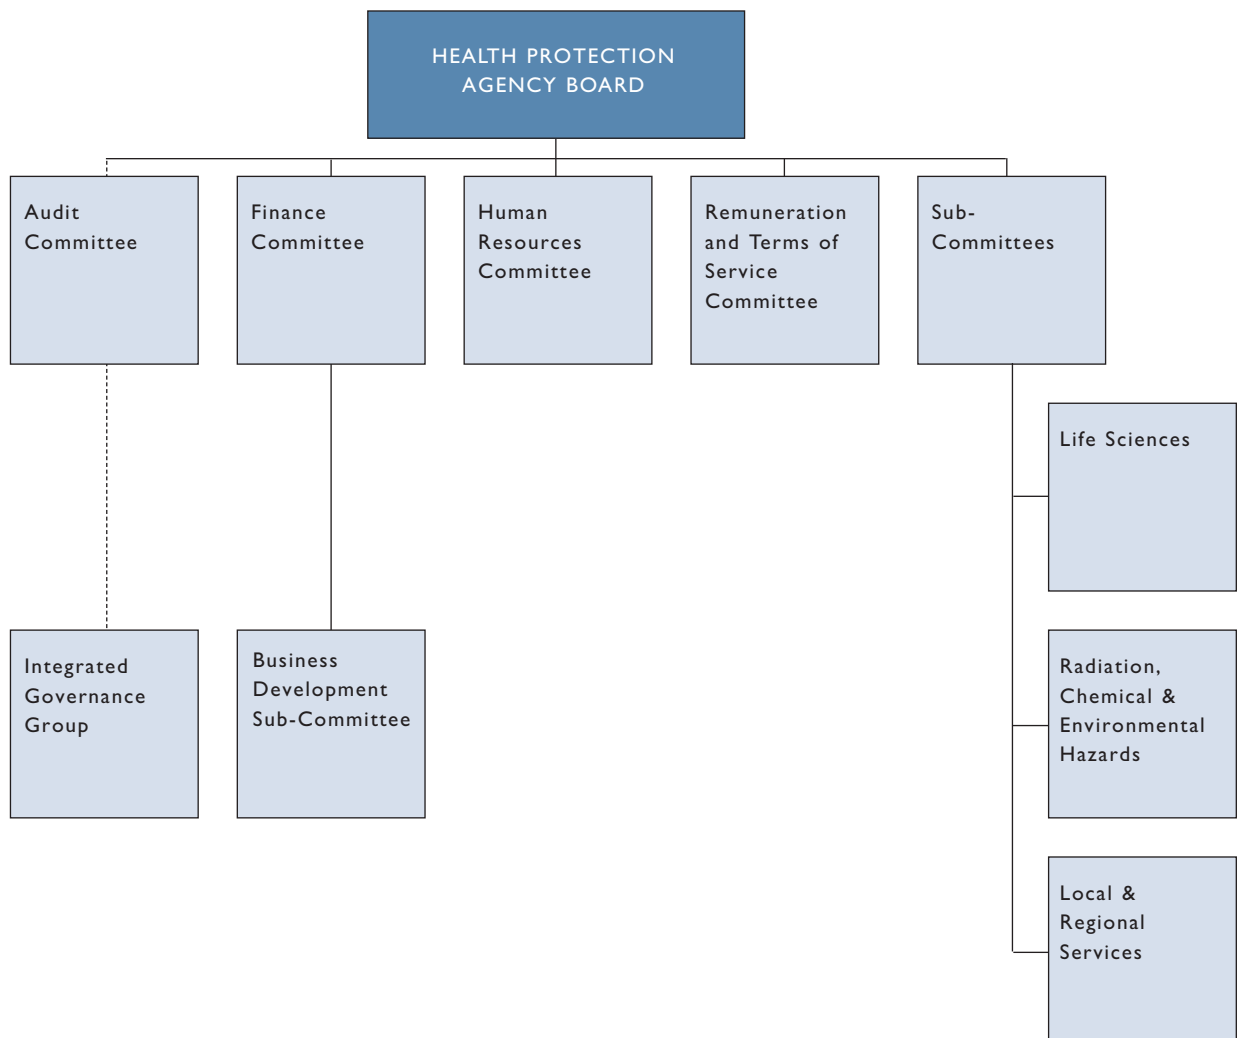 HEALTH PROTECTION
AGENCY BOARD
Audit
Committee
Finance
Committee
Human
Resources
Committee
Remuneration
and Terms of
Service
Committee
Sub-
Committees
Life Sciences
Integrated
Governance
Group
Business
Development
Sub-Committee
Radiation,
Chemical &
Environmental
Hazards
Local &
Regional
Services